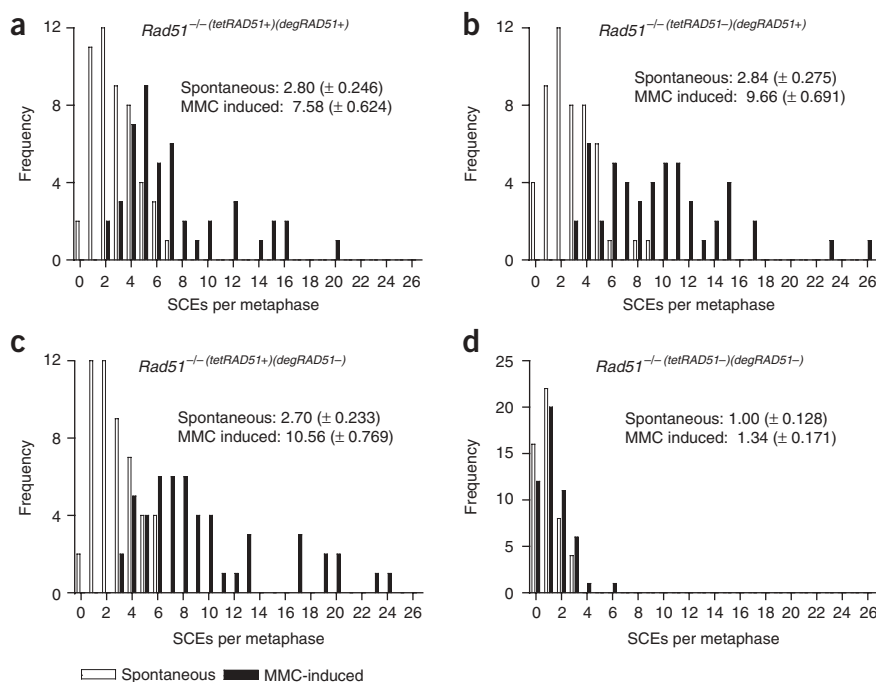 a
Rad51−/− (tetRAD51+)(degRAD51+)
12
8
4
0
Frequency
Spontaneous: 2.80 (± 0.246)
MMC induced: 7.58 (± 0.624)
0 2 4 6 8 10 12 14 16 18 20 22 24 26
SCEs per metaphase
b
Rad51−/− (tetRAD51−)(degRAD51+)
12
8
4
0
Frequency
Spontaneous: 2.84 (± 0.275)
MMC induced: 9.66 (± 0.691)
0 2 4 6 8 10 12 14 16 18 20 22 24 26
SCEs per metaphase
c
Rad51−/− (tetRAD51+)(degRAD51−)
12
8
4
0
Frequency
Spontaneous: 2.70 (± 0.233)
MMC induced: 10.56 (± 0.769)
0 2 4 6 8 10 12 14 16 18 20 22 24 26
SCEs per metaphase
d
Rad51−/− (tetRAD51−)(degRAD51−)
25
20
15
10
5
0
Frequency
Spontaneous: 1.00 (± 0.128)
MMC induced: 1.34 (± 0.171)
0 2 4 6 8 10 12 14 16 18 20 22 24 26
SCEs per metaphase
Spontaneous MMC-induced